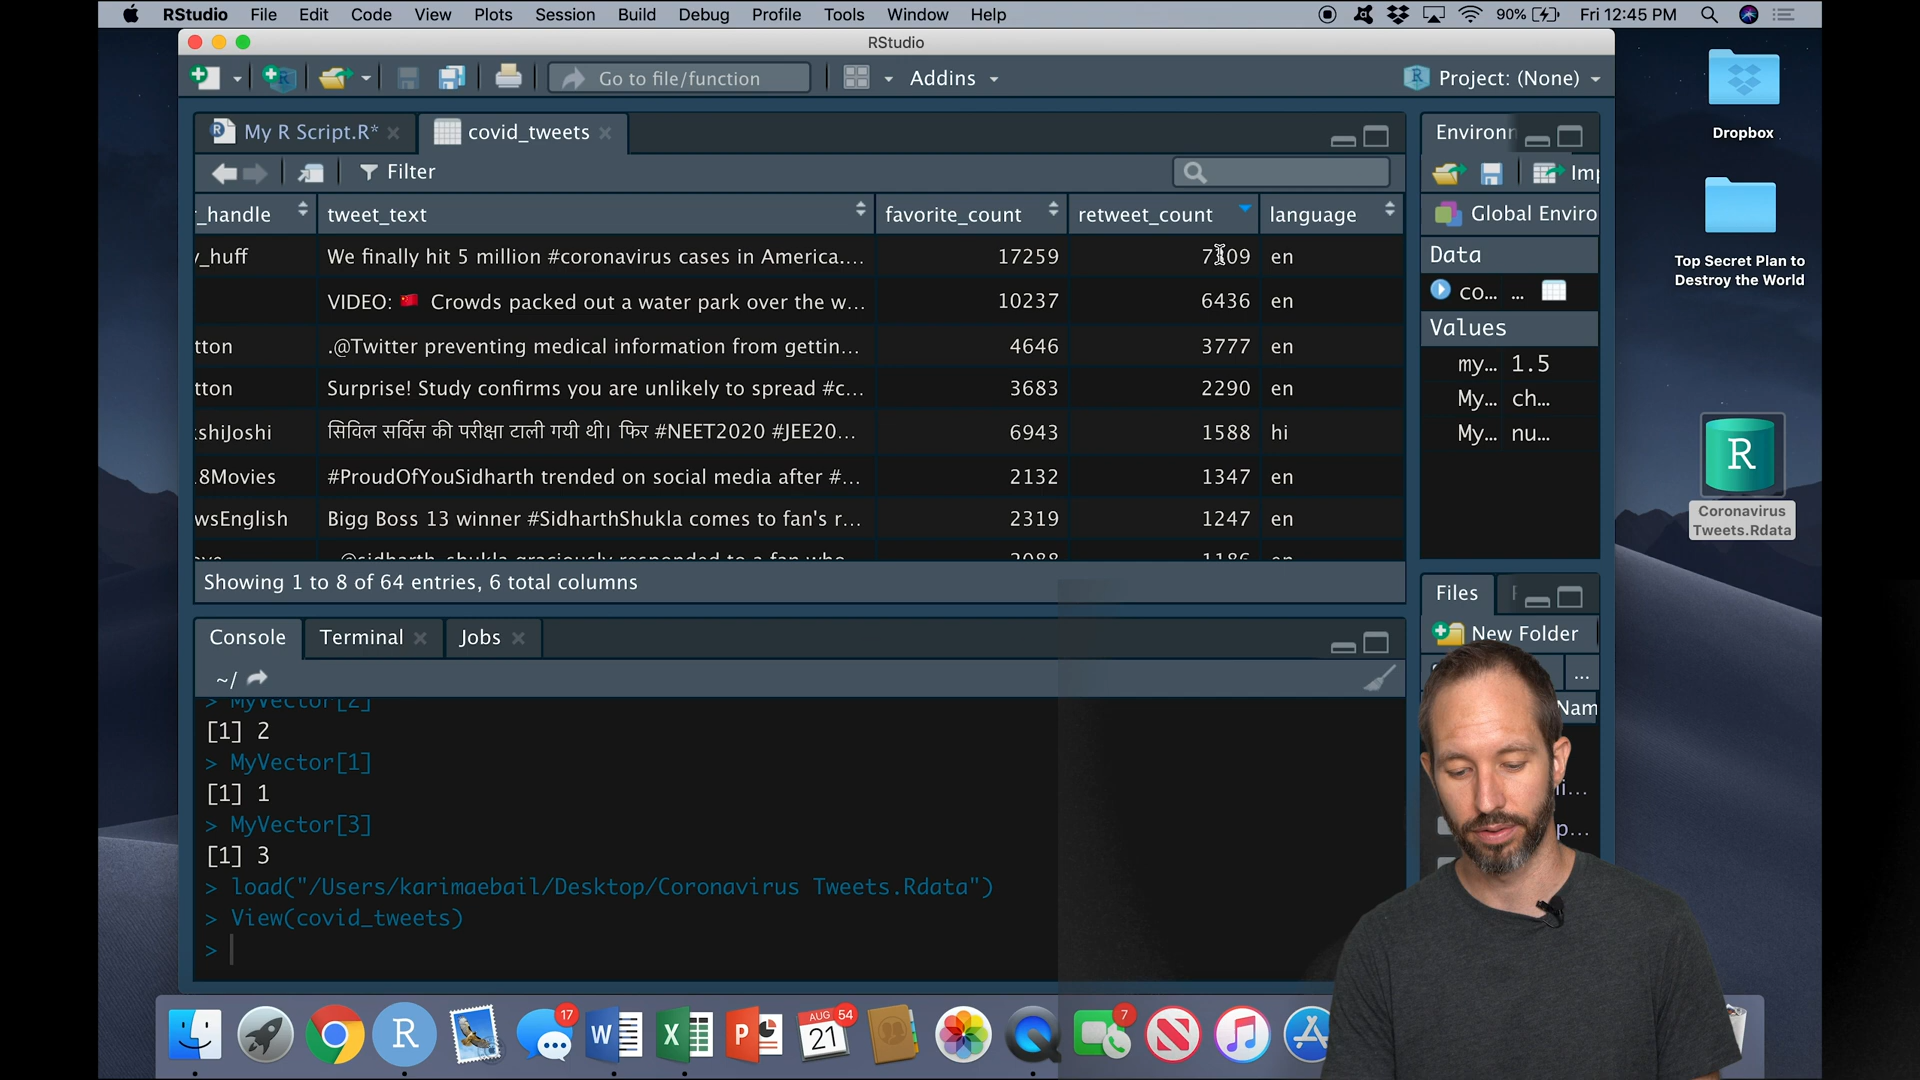 RStudio File Edit Code View Plots Session Build Debug Profile Tools Window Help 90% Fri 12:45 PM
RStudio
Go to file/function Addins Project: (None)
My R Script.R* covid_tweets
Filter
_handle tweet_text favorite_count retweet_count language
_huff We finally hit 5 million #coronavirus cases in America.... 17259 en
VIDEO: 🇨🇳 Crowds packed out a water park over the w... 10237 6436 en
tton .@Twitter preventing medical information from gettin... 4646 3777 en
tton Surprise! Study confirms you are unlikely to spread #c... 3683 2290 en
shiJoshi सिविल सर्विस की परीक्षा टाली गयी थी। फिर #NEET2020 #JEE20... 6943 1588 hi
8Movies #ProudOfYouSidharth trended on social media after #... 2132 1347 en
wsEnglish Bigg Boss 13 winner #SidharthShukla comes to fan's r... 2319 1247 en
Showing 1 to 8 of 64 entries, 6 total columns
Console Terminal Jobs
~/
> MyVector[2]
[1] 2
> MyVector[1]
[1] 1
> MyVector[3]
[1] 3
> load("/Users/karimaebail/Desktop/Coronavirus Tweets.Rdata")
> View(covid_tweets)
>
Environ
Imp
Global Enviro
Data
co... ...
Values
my... 1.5
My... ch...
My... nu...
Files
New Folder
...
Nam
Dropbox
Top Secret Plan to
Destroy the World
R
Coronavirus
Tweets.Rdata
R 17 W X P AUG 21 54 7